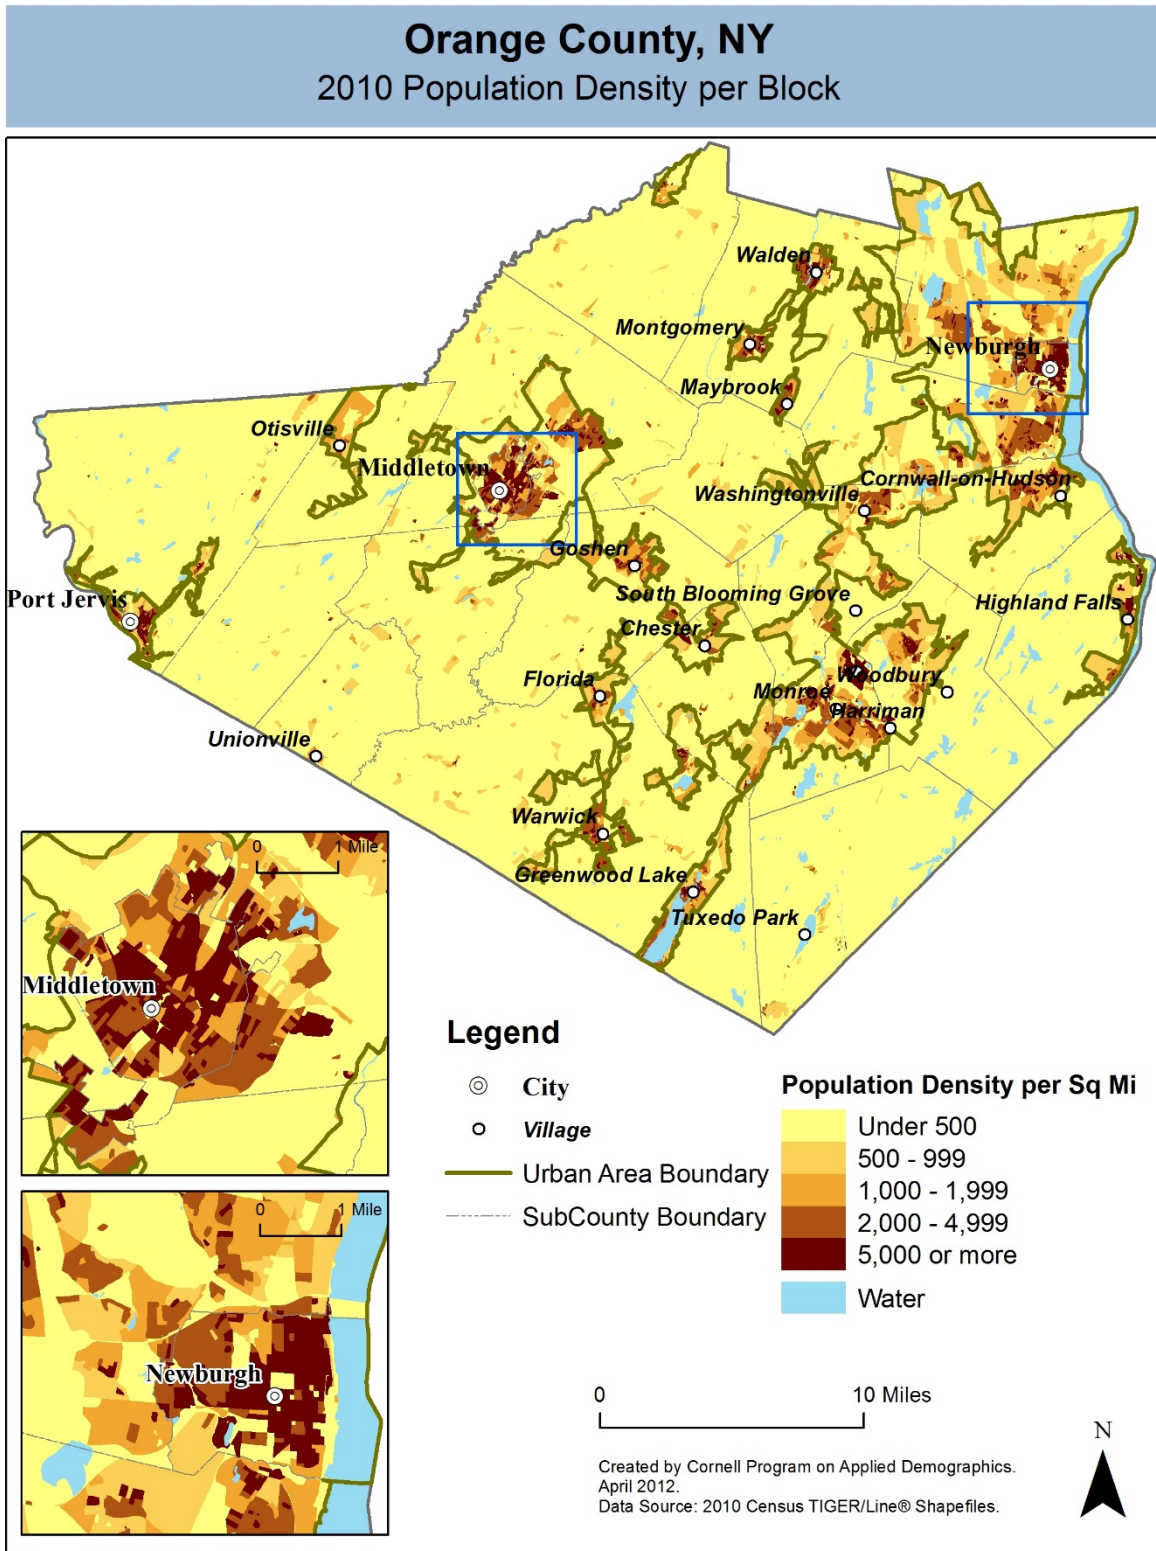 Orange County, NY
2010 Population Density per Block
Walden
Montgomery
Newburgh
Maybrook
Otisville
Middletown
Washingtonville
Cornwall-on-Hudson
Goshen
South Blooming Grove
Port Jervis
Highland Falls
Chester
Florida
Monroe
Woodbury
Harriman
Unionville
Warwick
Greenwood Lake
Tuxedo Park
0 1 Mile
Middletown
0 1 Mile
Newburgh
Legend
City
Village
Urban Area Boundary
SubCounty Boundary
Population Density per Sq Mi
Under 500
500 - 999
1,000 - 1,999
2,000 - 4,999
5,000 or more
Water
0 10 Miles
N
Created by Cornell Program on Applied Demographics.
April 2012.
Data Source: 2010 Census TIGER/Line® Shapefiles.